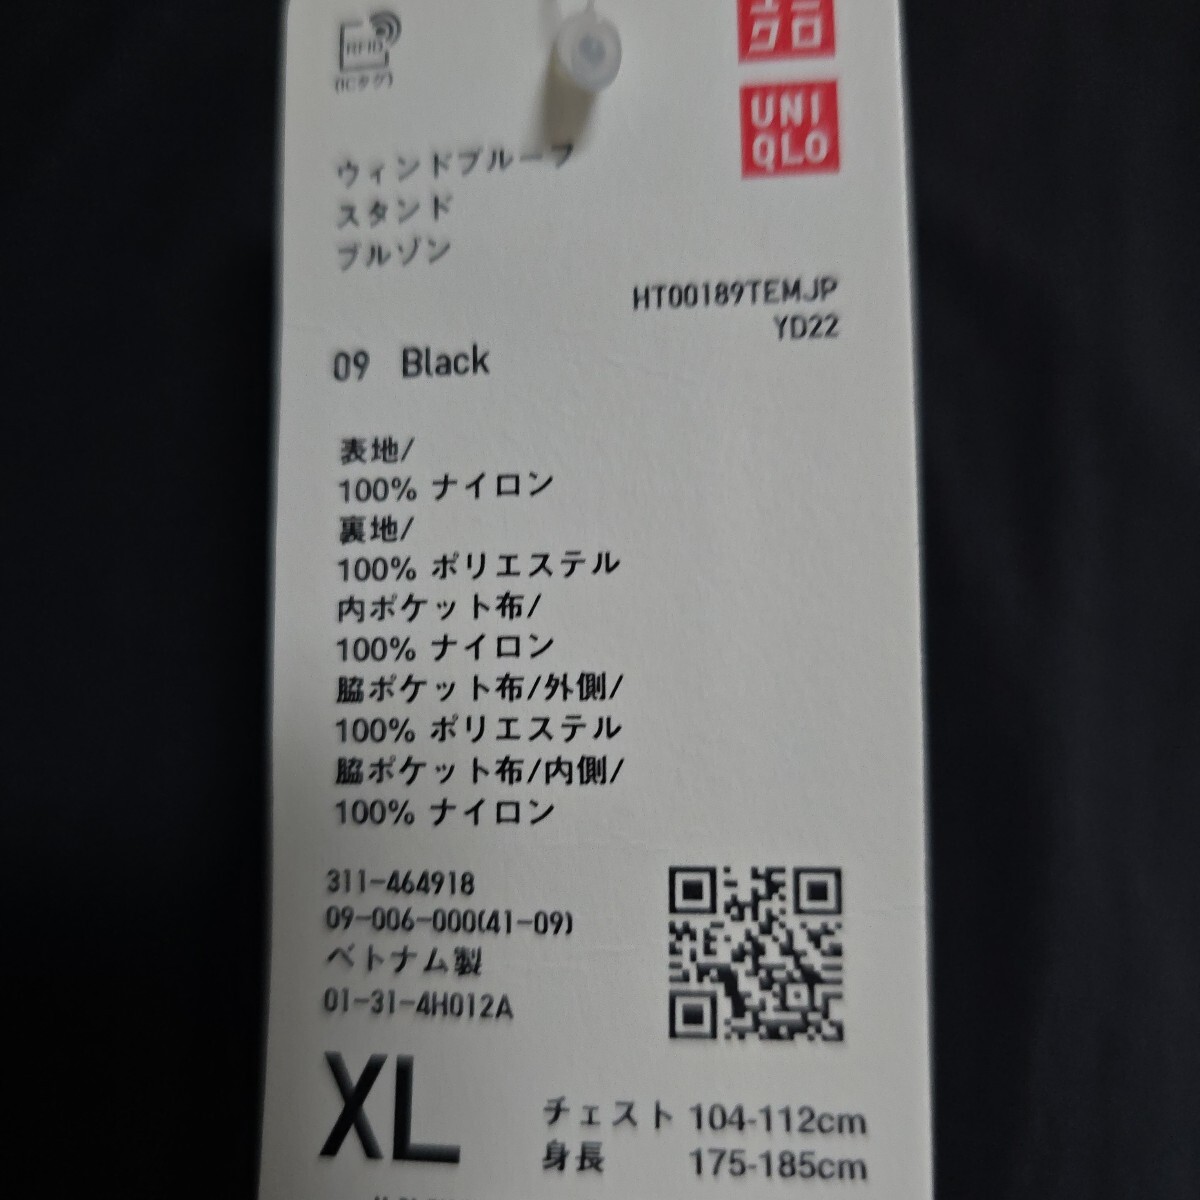 RFID
(ICタグ)
クロ
UNI
QLO
ウィンドプルーフ
スタンド
ブルゾン
HT00189TEMJP
YD22
09 Black
表地/
100% ナイロン
裏地/
100% ポリエステル
内ポケット布/
100% ナイロン
脇ポケット布/外側/
100% ポリエステル
脇ポケット布/内側/
100% ナイロン
311-464918
09-006-000(41-09)
ベトナム製
01-31-4H012A
XL
チェスト 104-112cm
身長 175-185cm